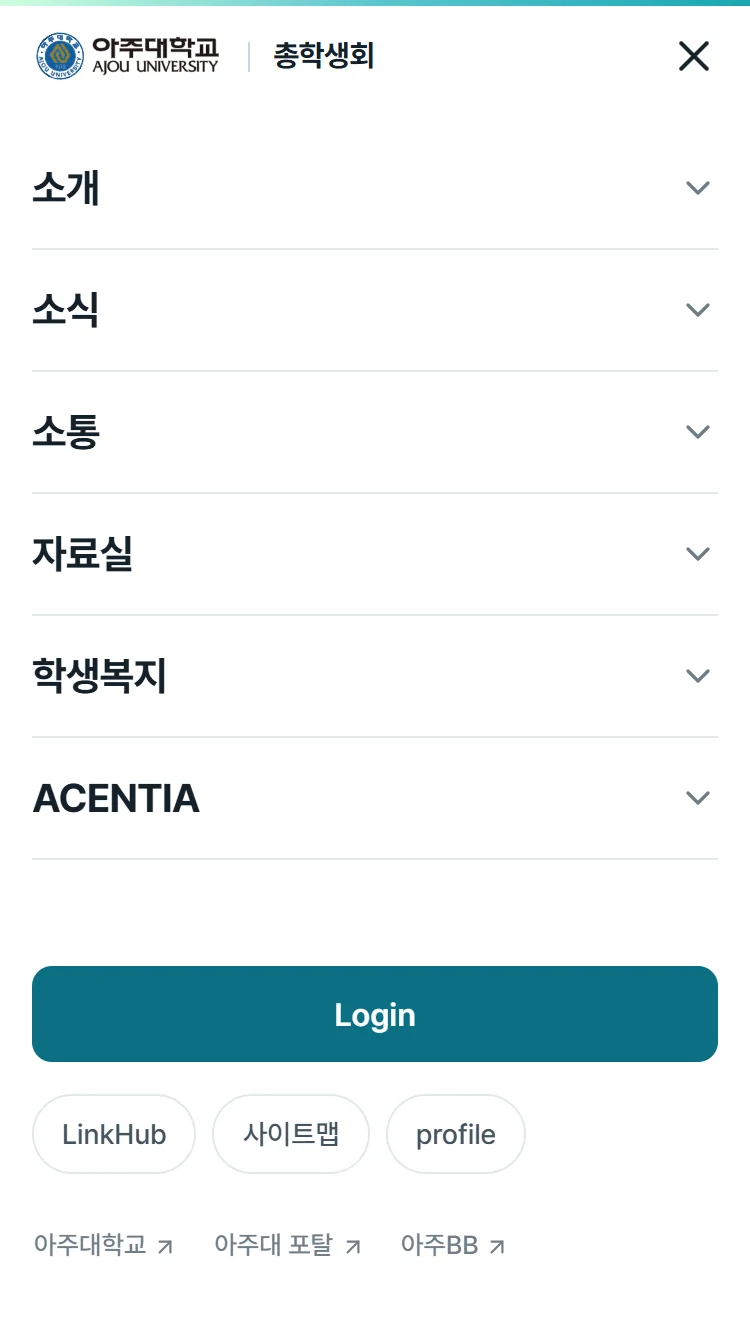 아주대학교
AJOU UNIVERSITY
총학생회
소개
소식
소통
자료실
학생복지
ACENTIA
Login
LinkHub 사이트맵 profile
아주대학교 아주대 포탈 아주BB